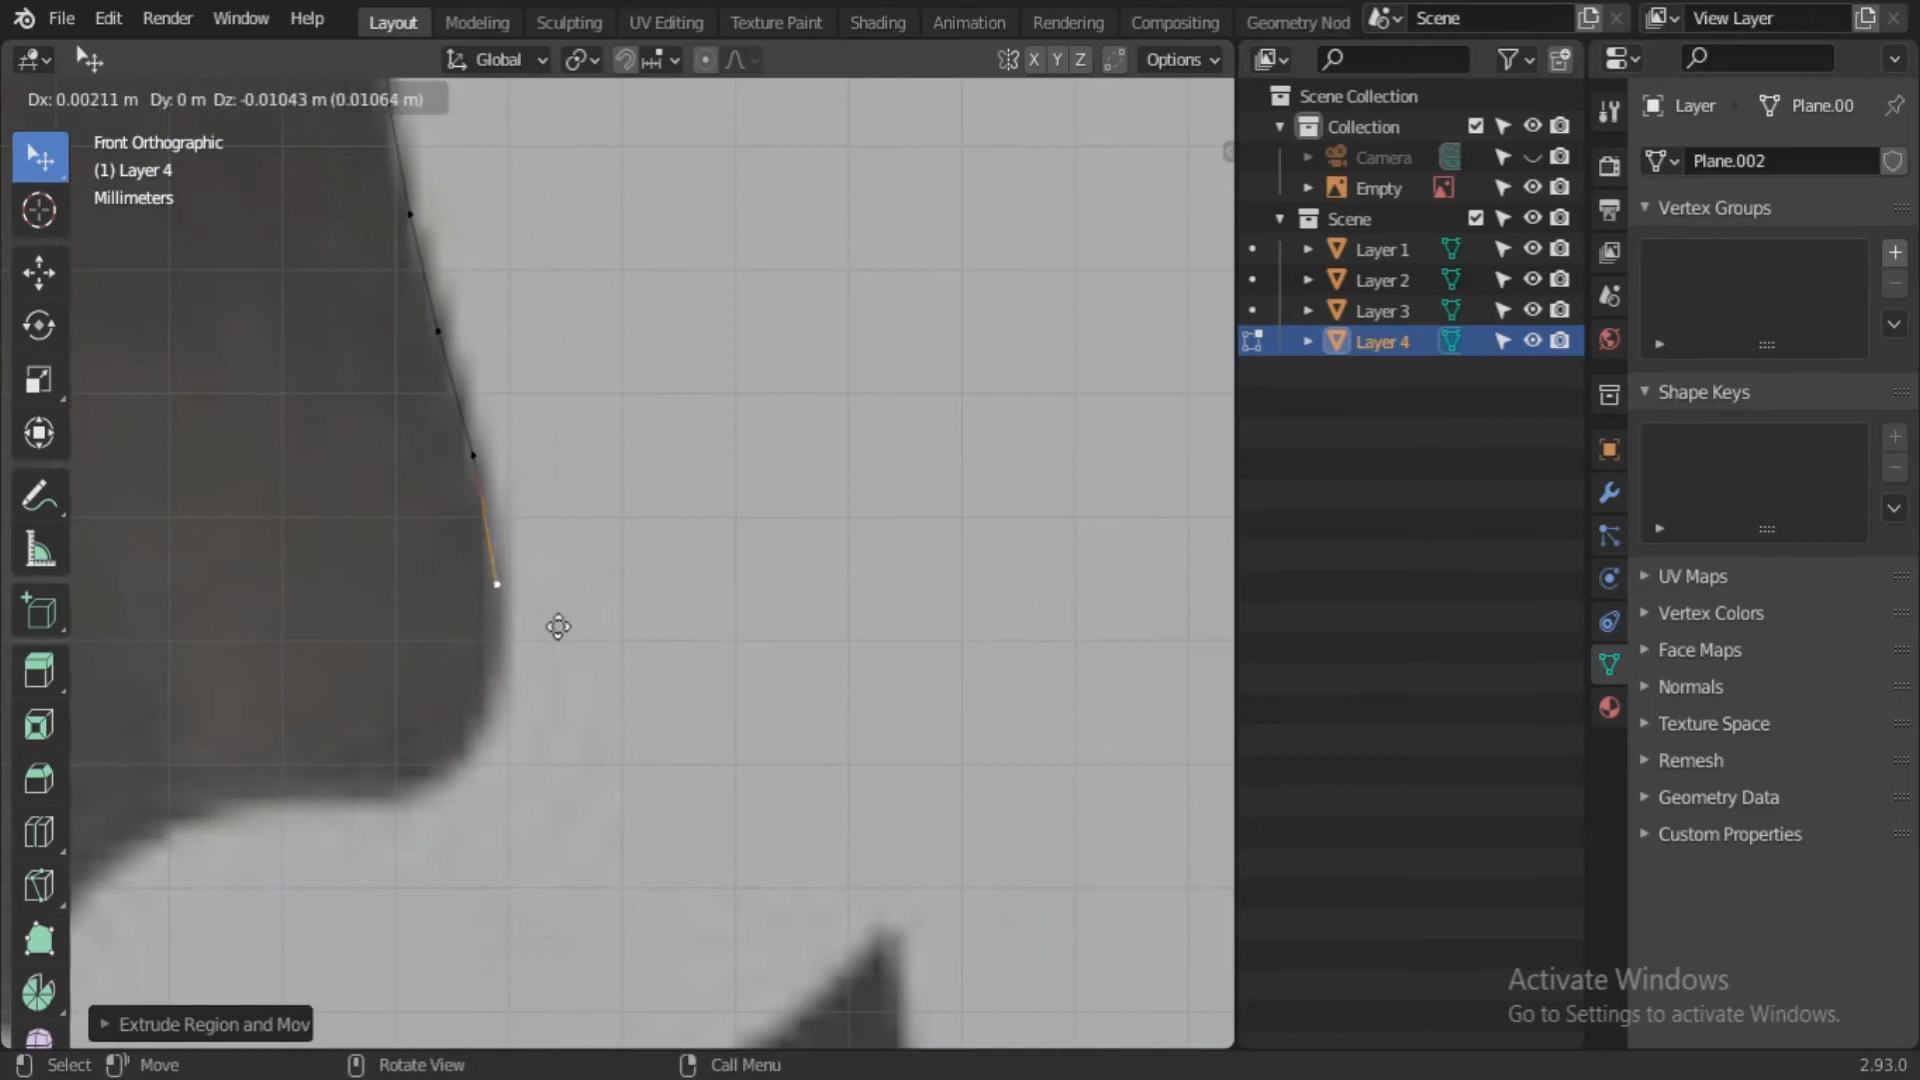 File Edit Render Window Help Layout Modeling Sculpting UV Editing Texture Paint Shading Animation Rendering Compositing Geometry Nod Scene View Layer
Global X Y Z Options
Dx: 0.00211 m Dy: 0 m Dz: -0.01043 m (0.01064 m)
Front Orthographic
(1) Layer 4
Millimeters
Extrude Region and Mov
Scene Collection
Collection
Camera
Empty
Scene
Layer 1
Layer 2
Layer 3
Layer 4
Layer Plane.00
Plane.002
Vertex Groups
Shape Keys
UV Maps
Vertex Colors
Face Maps
Normals
Texture Space
Remesh
Geometry Data
Custom Properties
Activate Windows
Go to Settings to activate Windows.
Select Move Rotate View Call Menu 2.93.0